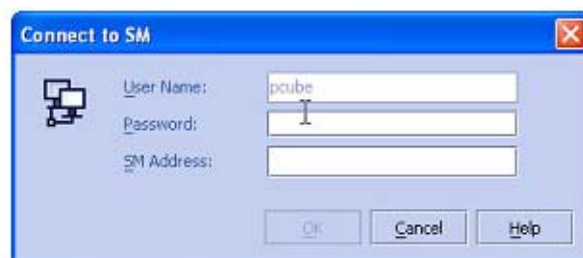 Connect to SM
User Name: pcube
Password:
SM Address:
OK Cancel Help